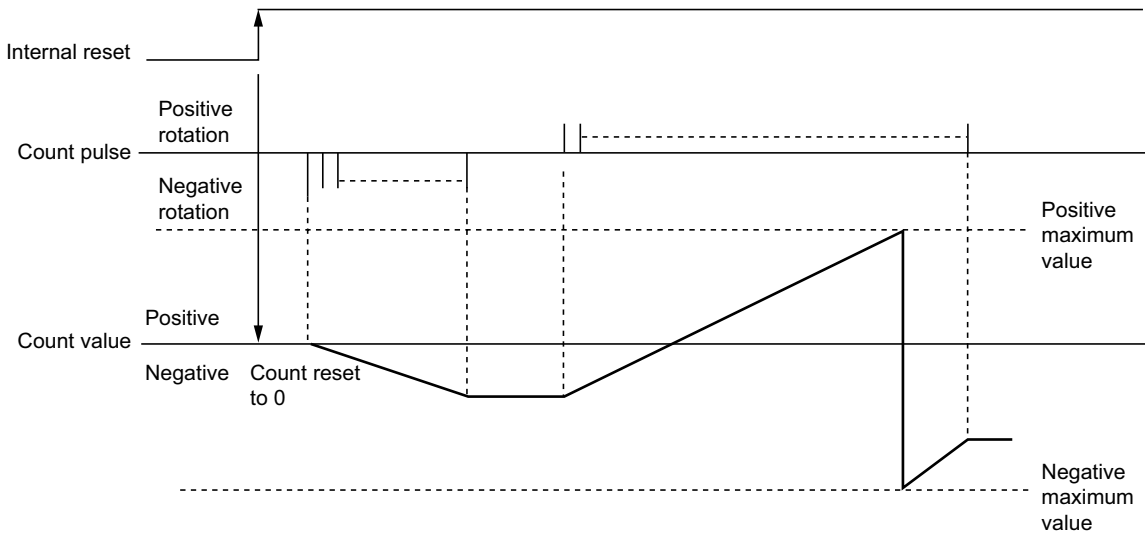 Internal reset
Positive
rotation
Count pulse
Negative
rotation
Positive
maximum
value
Positive
Count value
Negative
Count reset
to 0
Negative
maximum
value